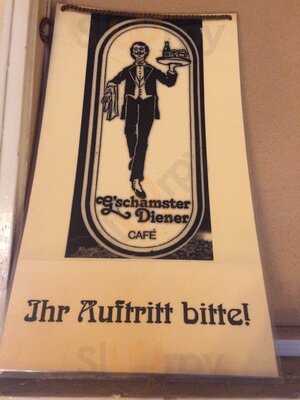 G'schamster
Diener
CAFÉ
Ihr Auftritt bitte!